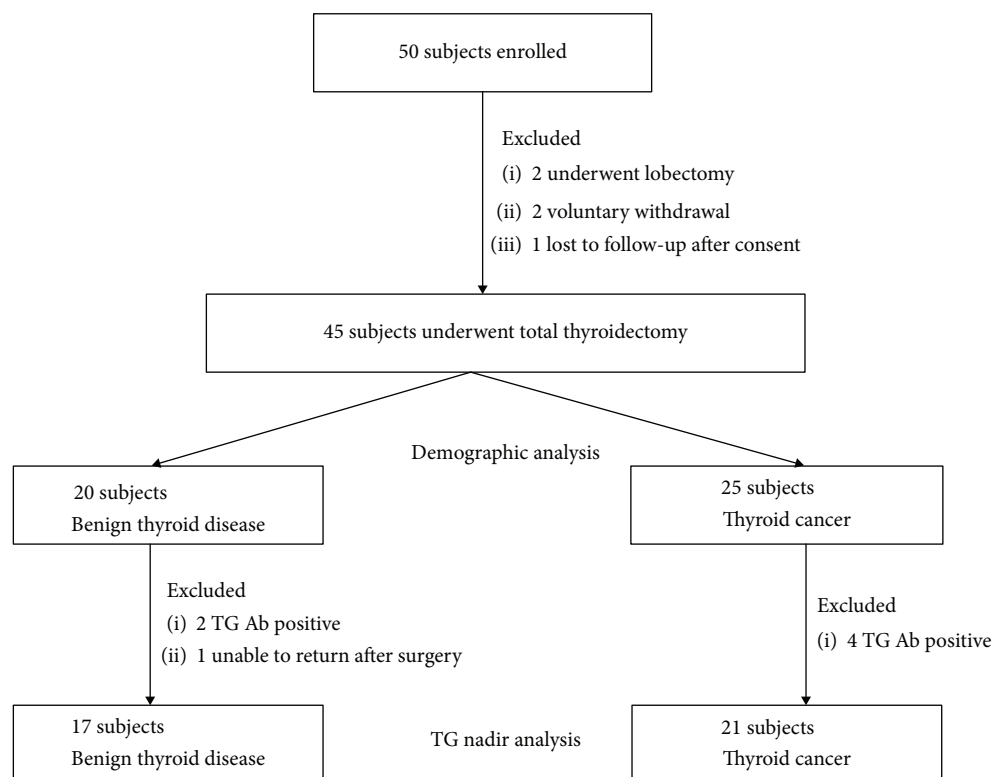 50 subjects enrolled
Excluded
(i) 2 underwent lobectomy
(ii) 2 voluntary withdrawal
(iii) 1 lost to follow-up after consent
45 subjects underwent total thyroidectomy
Demographic analysis
20 subjects
Benign thyroid disease
25 subjects
Thyroid cancer
Excluded
(i) 2 TG Ab positive
(ii) 1 unable to return after surgery
Excluded
(i) 4 TG Ab positive
17 subjects
Benign thyroid disease
TG nadir analysis
21 subjects
Thyroid cancer